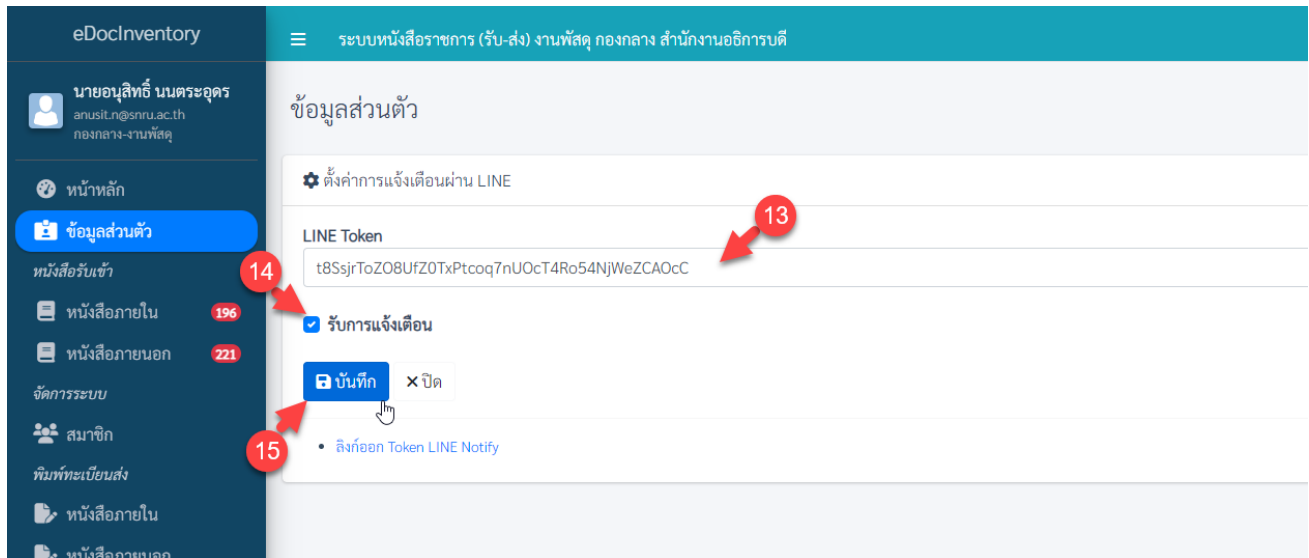 eDocInventory
ระบบหนังสือราชการ (รับ-ส่ง) งานพัสดุ กองกลาง สำนักงานอธิการบดี
นายอนุสิทธิ์ นนตระอุดร
anusit.n@snru.ac.th
กองกลาง-งานพัสดุ
หน้าหลัก
ข้อมูลส่วนตัว
หนังสือรับเข้า
หนังสือภายใน 196
หนังสือภายนอก 221
จัดการระบบ
สมาชิก
พิมพ์ทะเบียนส่ง
หนังสือภายใน
หนังสือภายนอก
ข้อมูลส่วนตัว
ตั้งค่าการแจ้งเตือนผ่าน LINE
13
LINE Token
t8SsjrToZO8UfZ0TxPtcoq7nUOcT4Ro54NjWeZCAOcC
14
รับการแจ้งเตือน
บันทึก ปิด
15
ลิงก์ออก Token LINE Notify